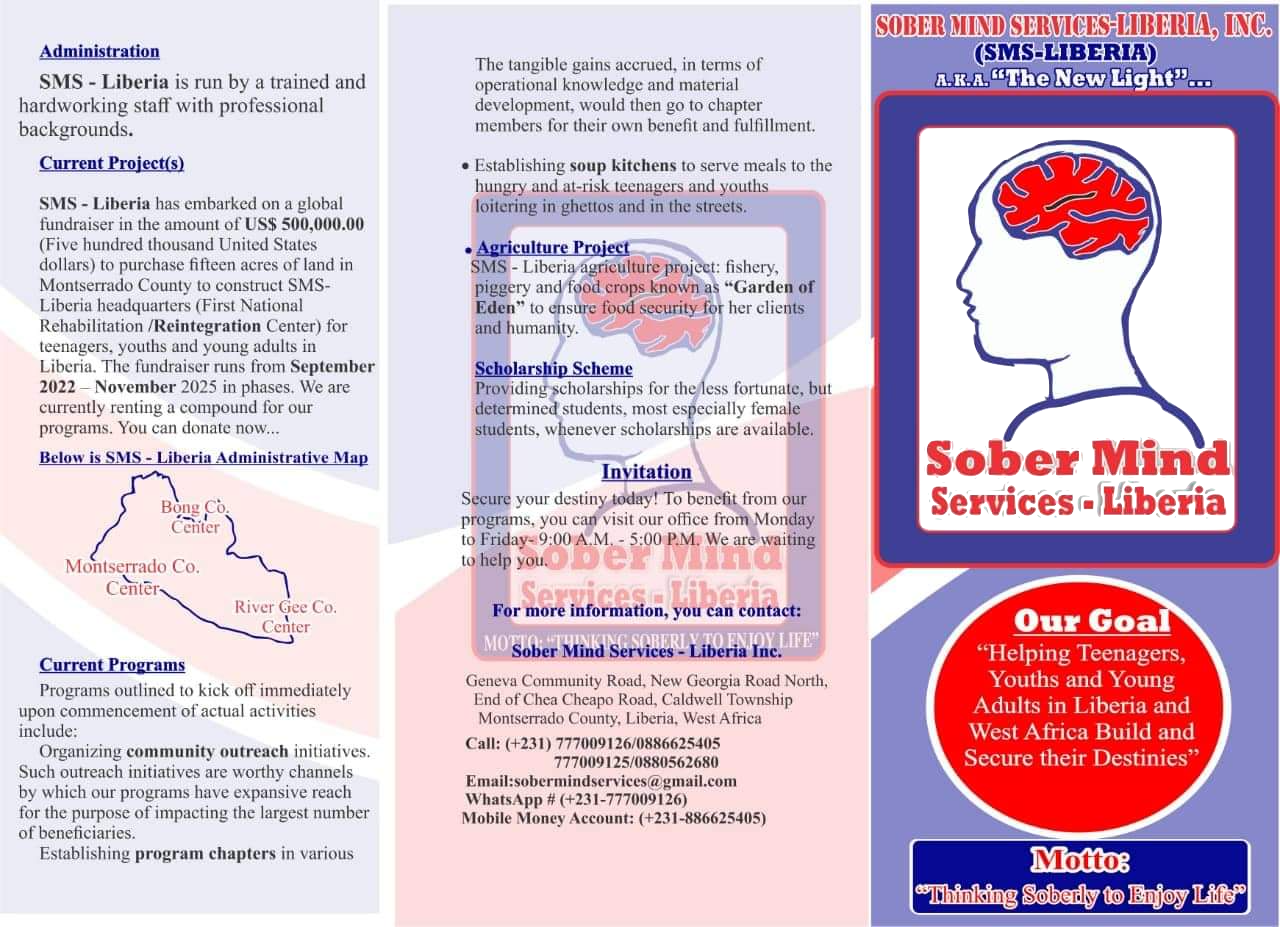 Administration
SMS - Liberia is run by a trained and
hardworking staff with professional
backgrounds.
Current Project(s)
SMS - Liberia has embarked on a global
fundraiser in the amount of US$ 500,000.00
(Five hundred thousand United States
dollars) to purchase fifteen acres of land in
Montserrado County to construct SMS-
Liberia headquarters (First National
Rehabilitation /Reintegration Center) for
teenagers, youths and young adults in
Liberia. The fundraiser runs from September
2022 – November 2025 in phases. We are
currently renting a compound for our
programs. You can donate now...
Below is SMS - Liberia Administrative Map
Bong Co.
Center
Montserrado Co.
Center
River Gee Co.
Center
Current Programs
Programs outlined to kick off immediately
upon commencement of actual activities
include:
Organizing community outreach initiatives.
Such outreach initiatives are worthy channels
by which our programs have expansive reach
for the purpose of impacting the largest number
of beneficiaries.
Establishing program chapters in various
The tangible gains accrued, in terms of
operational knowledge and material
development, would then go to chapter
members for their own benefit and fulfillment.
• Establishing soup kitchens to serve meals to the
hungry and at-risk teenagers and youths
loitering in ghettos and in the streets.
• Agriculture Project
SMS - Liberia agriculture project: fishery,
piggery and food crops known as “Garden of
Eden” to ensure food security for her clients
and humanity.
Scholarship Scheme
Providing scholarships for the less fortunate, but
determined students, most especially female
students, whenever scholarships are available.
Invitation
Secure your destiny today! To benefit from our
programs, you can visit our office from Monday
to Friday- 9:00 A.M. - 5:00 P.M. We are waiting
to help you.
Sober Mind
Services - Liberia
For more information, you can contact:
MOTTO: “THINKING SOBERLY TO ENJOY LIFE”
Sober Mind Services - Liberia Inc.
Geneva Community Road, New Georgia Road North,
End of Chea Cheapo Road, Caldwell Township
Montserrado County, Liberia, West Africa
Call: (+231) 777009126/0886625405
777009125/0880562680
Email:sobermindservices@gmail.com
WhatsApp # (+231-777009126)
Mobile Money Account: (+231-886625405)
SOBER MIND SERVICES-LIBERIA, INC.
(SMS-LIBERIA)
A.K.A. “The New Light”...
Sober Mind
Services - Liberia
Our Goal
“Helping Teenagers,
Youths and Young
Adults in Liberia and
West Africa Build and
Secure their Destinies”
Motto:
“Thinking Soberly to Enjoy Life”